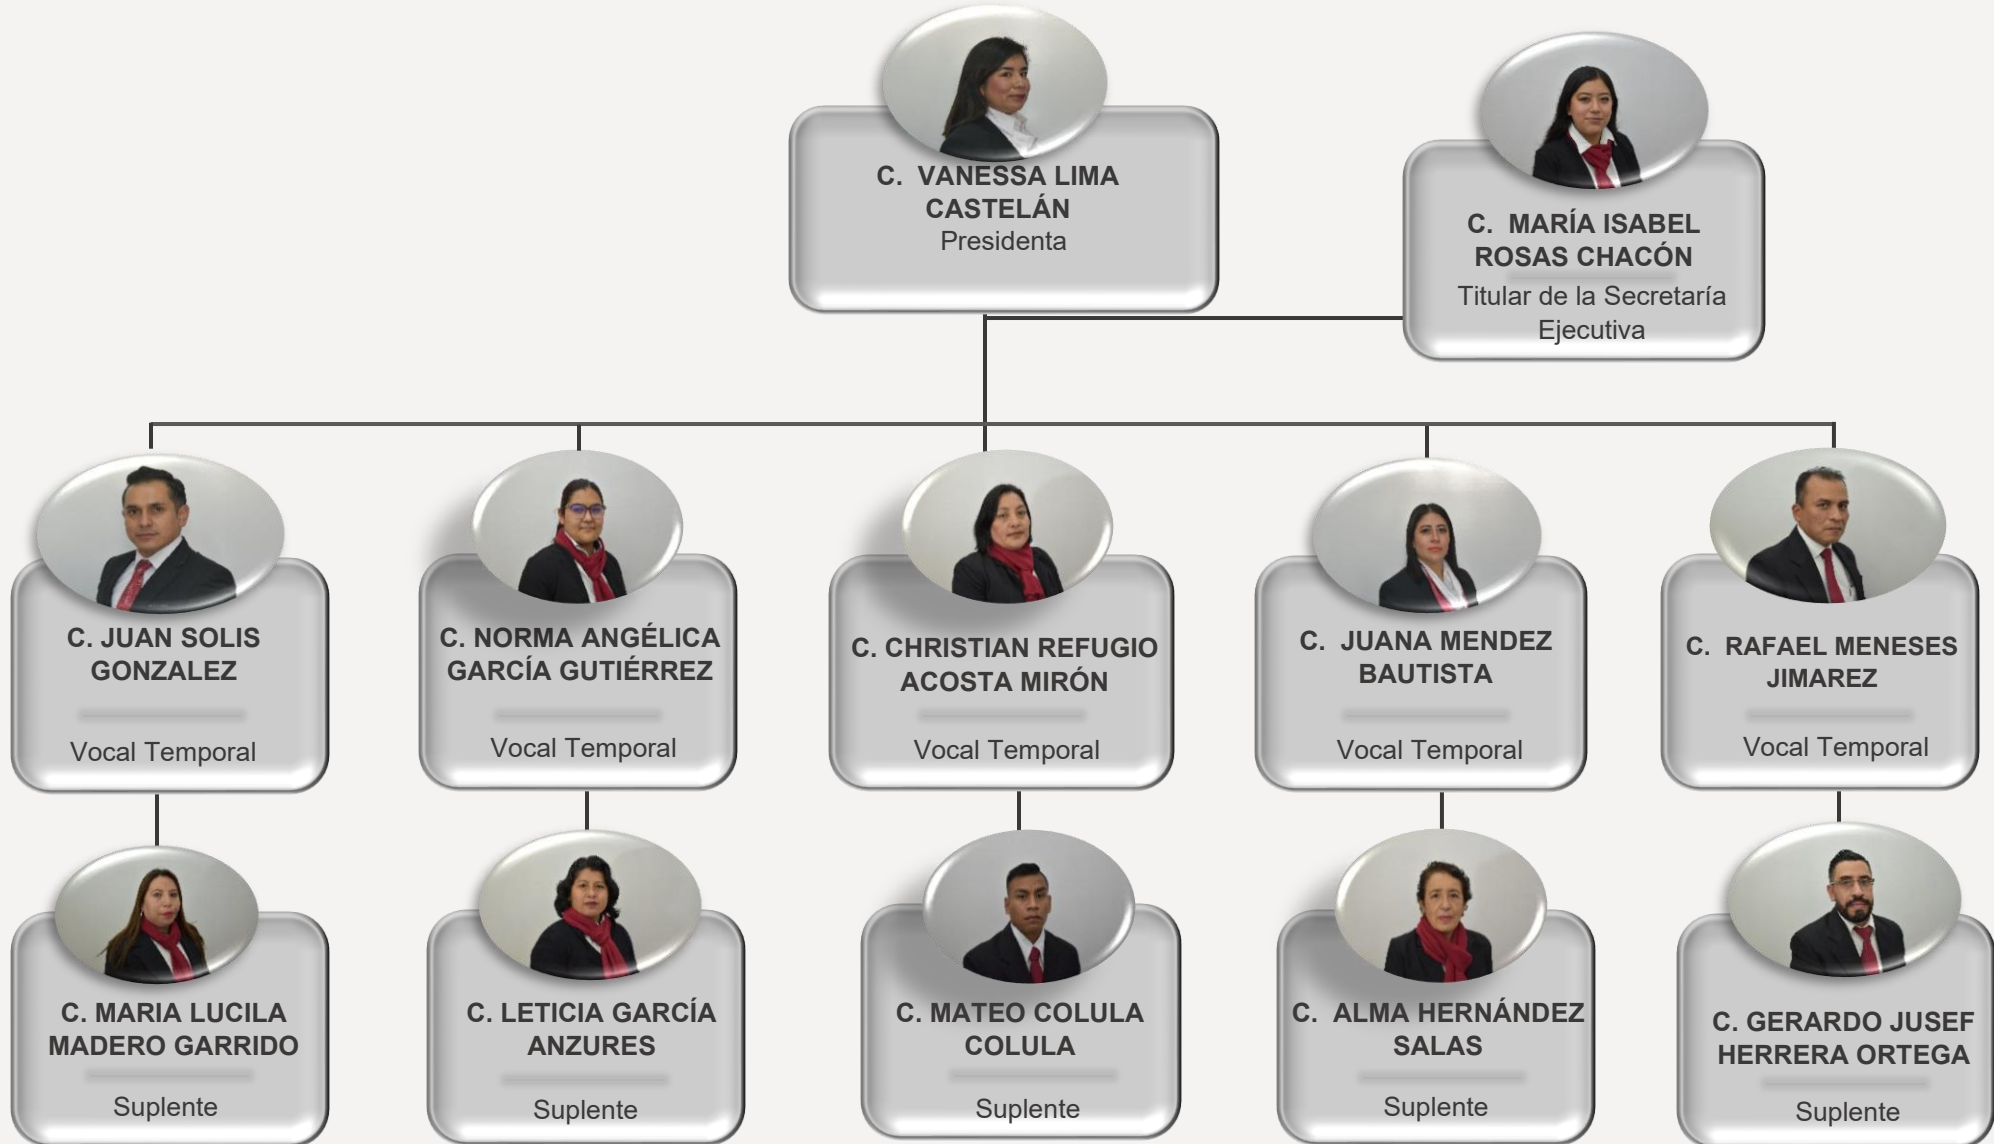 C. VANESSA LIMA
CASTELÁN
Presidenta
C. MARÍA ISABEL
ROSAS CHACÓN
Titular de la Secretaría
Ejecutiva
C. JUAN SOLIS
GONZALEZ
Vocal Temporal
C. NORMA ANGÉLICA
GARCÍA GUTIÉRREZ
Vocal Temporal
C. CHRISTIAN REFUGIO
ACOSTA MIRÓN
Vocal Temporal
C. JUANA MENDEZ
BAUTISTA
Vocal Temporal
C. RAFAEL MENESES
JIMAREZ
Vocal Temporal
C. MARIA LUCILA
MADERO GARRIDO
Suplente
C. LETICIA GARCÍA
ANZURES
Suplente
C. MATEO COLULA
COLULA
Suplente
C. ALMA HERNÁNDEZ
SALAS
Suplente
C. GERARDO JUSEF
HERRERA ORTEGA
Suplente